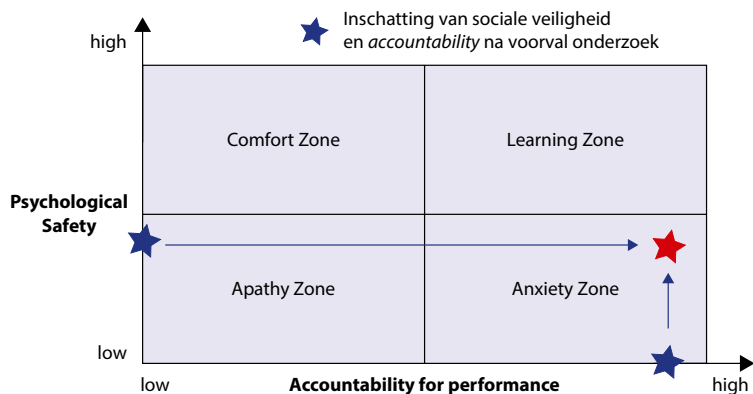 Inschatting van sociale veiligheid
en accountability na voorval onderzoek
high
Comfort Zone
Learning Zone
Psychological
Safety
Apathy Zone
Anxiety Zone
low
low
Accountability for performance
high